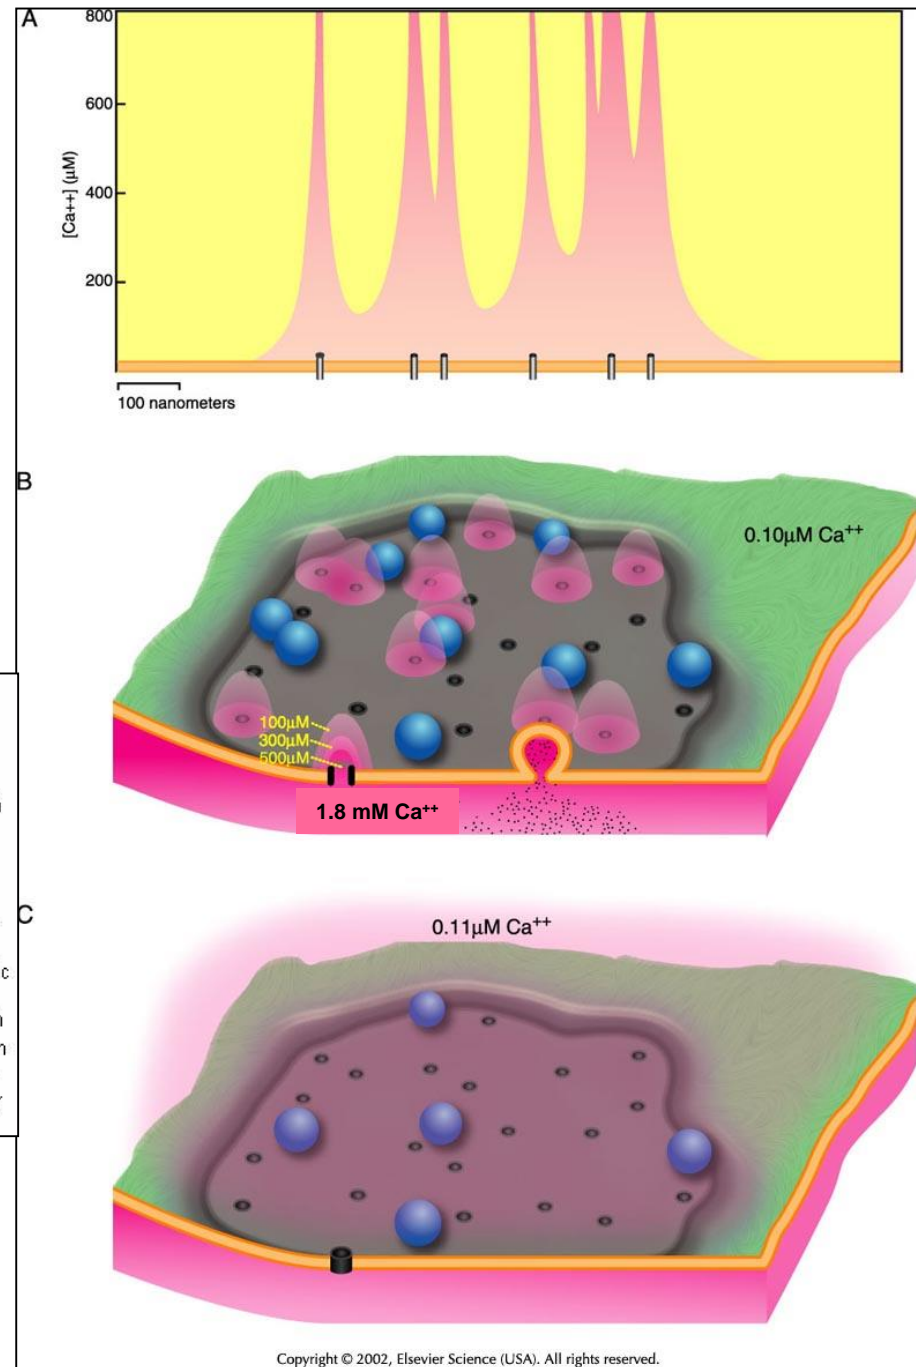 A
800
600
400
200
[Ca++] (µM)
100 nanometers
B
0.10µM Ca⁺⁺
100µM
300µM
500µM
1.8 mM Ca⁺⁺
C
0.11µM Ca⁺⁺
c
Copyright © 2002, Elsevier Science (USA). All rights reserved.